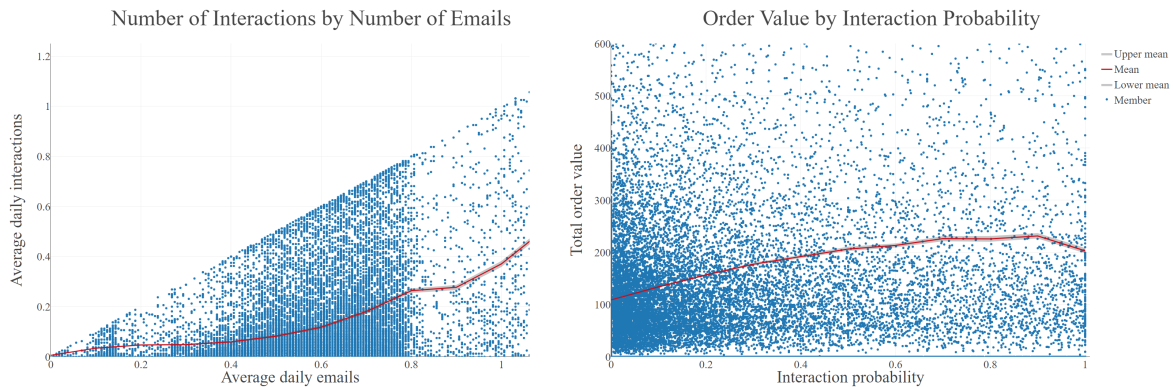 Number of Interactions by Number of Emails
1.2
1
0.8
0.6
0.4
0.2
0
Average daily interactions
0.2
0.4
0.6
0.8
1
Average daily emails
Order Value by Interaction Probability
600
500
400
300
200
100
0
Total order value
0
0.2
0.4
0.6
0.8
1
Interaction probability
Upper mean
Mean
Lower mean
Member